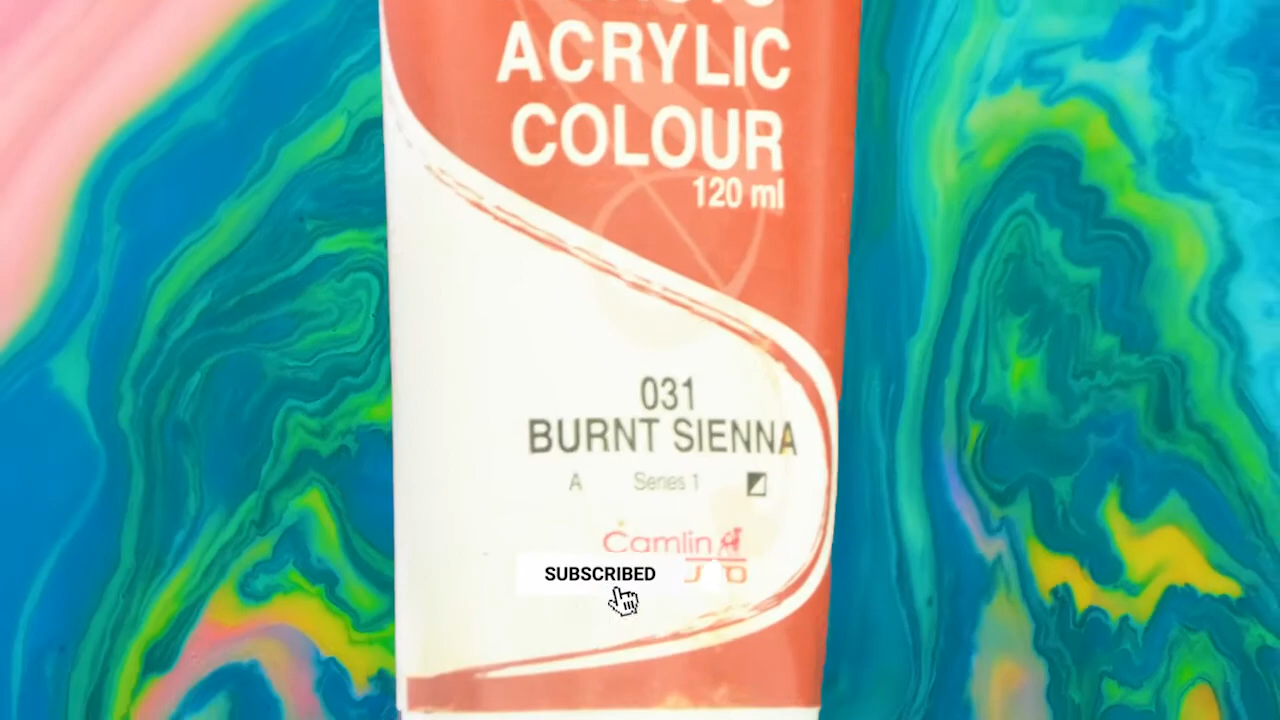 ACRYLIC
COLOUR
120 ml
031
BURNT SIENNA
A Series 1
Camlin
SUBSCRIBED